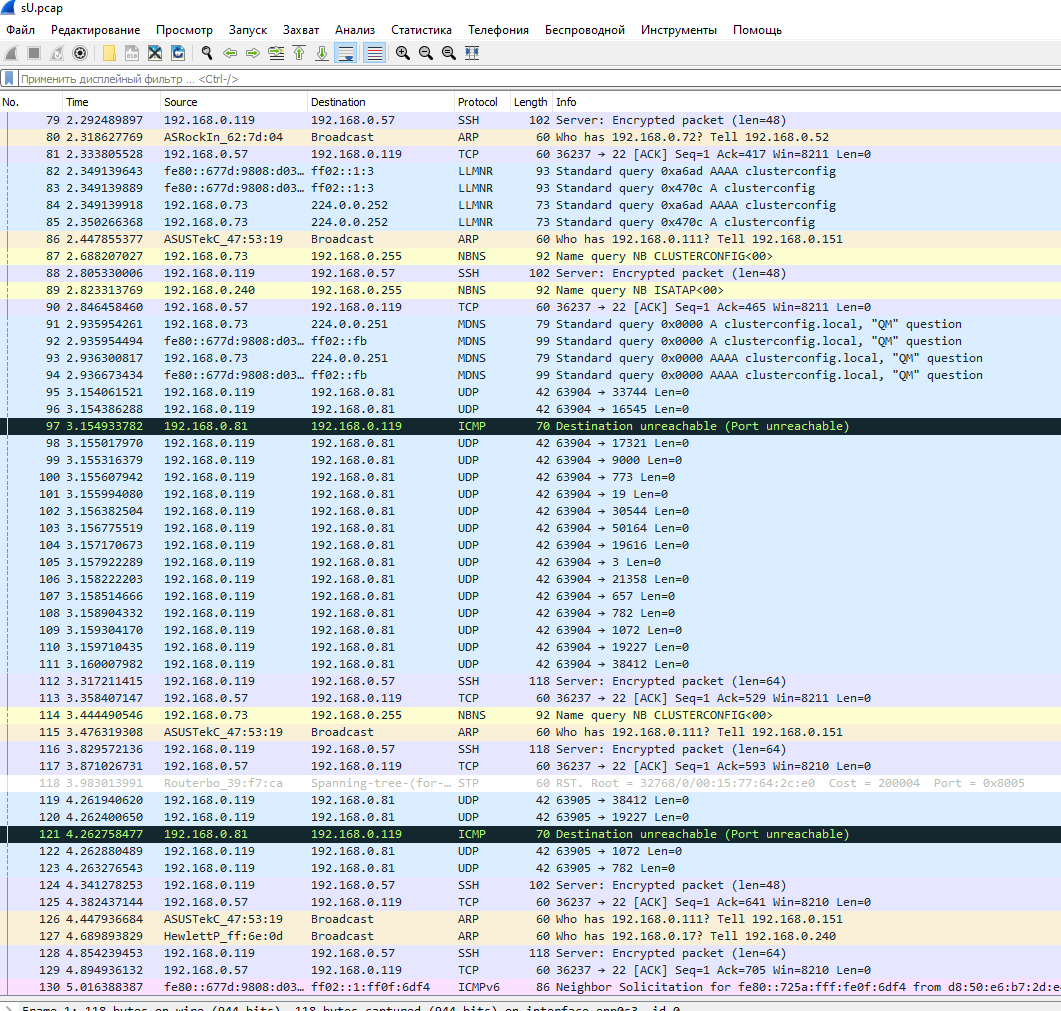 sU.pcap
Файл Редактирование Просмотр Запуск Захват Анализ Статистика Телефония Беспроводной Инструменты Помощь
Применить дисплейный фильтр ... <Ctrl-/>
No. Time Source Destination Protocol Length Info
79 2.292489897 192.168.0.119 192.168.0.57 SSH 102 Server: Encrypted packet (len=48)
80 2.318627769 ASRockIn_62:7d:04 Broadcast ARP 60 Who has 192.168.0.72? Tell 192.168.0.52
81 2.333805528 192.168.0.57 192.168.0.119 TCP 60 36237 → 22 [ACK] Seq=1 Ack=417 Win=8211 Len=0
82 2.349139643 fe80::677d:9808:d03… ff02::1:3 LLMNR 93 Standard query 0xa6ad AAAA clusterconfig
83 2.349139889 fe80::677d:9808:d03… ff02::1:3 LLMNR 93 Standard query 0x470c A clusterconfig
84 2.349139918 192.168.0.73 224.0.0.252 LLMNR 73 Standard query 0xa6ad AAAA clusterconfig
85 2.350266368 192.168.0.73 224.0.0.252 LLMNR 73 Standard query 0x470c A clusterconfig
86 2.447855377 ASUSTekC_47:53:19 Broadcast ARP 60 Who has 192.168.0.111? Tell 192.168.0.151
87 2.688207027 192.168.0.73 192.168.0.255 NBNS 92 Name query NB CLUSTERCONFIG<00>
88 2.805330006 192.168.0.119 192.168.0.57 SSH 102 Server: Encrypted packet (len=48)
89 2.823313769 192.168.0.240 192.168.0.255 NBNS 92 Name query NB ISATAP<00>
90 2.846458460 192.168.0.57 192.168.0.119 TCP 60 36237 → 22 [ACK] Seq=1 Ack=465 Win=8211 Len=0
91 2.935954261 192.168.0.73 224.0.0.251 MDNS 79 Standard query 0x0000 A clusterconfig.local, "QM" question
92 2.935954494 fe80::677d:9808:d03… ff02::fb MDNS 99 Standard query 0x0000 A clusterconfig.local, "QM" question
93 2.936300817 192.168.0.73 224.0.0.251 MDNS 79 Standard query 0x0000 AAAA clusterconfig.local, "QM" question
94 2.936673434 fe80::677d:9808:d03… ff02::fb MDNS 99 Standard query 0x0000 AAAA clusterconfig.local, "QM" question
95 3.154061521 192.168.0.119 192.168.0.81 UDP 42 63904 → 33744 Len=0
96 3.154386288 192.168.0.119 192.168.0.81 UDP 42 63904 → 16545 Len=0
97 3.154933782 192.168.0.81 192.168.0.119 ICMP 70 Destination unreachable (Port unreachable)
98 3.155017970 192.168.0.119 192.168.0.81 UDP 42 63904 → 17321 Len=0
99 3.155316379 192.168.0.119 192.168.0.81 UDP 42 63904 → 9000 Len=0
100 3.155607942 192.168.0.119 192.168.0.81 UDP 42 63904 → 773 Len=0
101 3.155994080 192.168.0.119 192.168.0.81 UDP 42 63904 → 19 Len=0
102 3.156382504 192.168.0.119 192.168.0.81 UDP 42 63904 → 30544 Len=0
103 3.156775519 192.168.0.119 192.168.0.81 UDP 42 63904 → 50164 Len=0
104 3.157170673 192.168.0.119 192.168.0.81 UDP 42 63904 → 19616 Len=0
105 3.157922289 192.168.0.119 192.168.0.81 UDP 42 63904 → 3 Len=0
106 3.158222203 192.168.0.119 192.168.0.81 UDP 42 63904 → 21358 Len=0
107 3.158514666 192.168.0.119 192.168.0.81 UDP 42 63904 → 657 Len=0
108 3.158904332 192.168.0.119 192.168.0.81 UDP 42 63904 → 782 Len=0
109 3.159304170 192.168.0.119 192.168.0.81 UDP 42 63904 → 1072 Len=0
110 3.159710435 192.168.0.119 192.168.0.81 UDP 42 63904 → 19227 Len=0
111 3.160007982 192.168.0.119 192.168.0.81 UDP 42 63904 → 38412 Len=0
112 3.317211415 192.168.0.119 192.168.0.57 SSH 118 Server: Encrypted packet (len=64)
113 3.358407147 192.168.0.57 192.168.0.119 TCP 60 36237 → 22 [ACK] Seq=1 Ack=529 Win=8211 Len=0
114 3.444490546 192.168.0.73 192.168.0.255 NBNS 92 Name query NB CLUSTERCONFIG<00>
115 3.476319308 ASUSTekC_47:53:19 Broadcast ARP 60 Who has 192.168.0.111? Tell 192.168.0.151
116 3.829572136 192.168.0.119 192.168.0.57 SSH 118 Server: Encrypted packet (len=64)
117 3.871026731 192.168.0.57 192.168.0.119 TCP 60 36237 → 22 [ACK] Seq=1 Ack=593 Win=8210 Len=0
118 3.983013991 Routerbo_39:f7:ca Spanning-tree-(for-… STP 60 RST. Root = 32768/0/00:15:77:64:2c:e0 Cost = 200004 Port = 0x8005
119 4.261940620 192.168.0.119 192.168.0.81 UDP 42 63905 → 38412 Len=0
120 4.262400650 192.168.0.119 192.168.0.81 UDP 42 63905 → 19227 Len=0
121 4.262758477 192.168.0.81 192.168.0.119 ICMP 70 Destination unreachable (Port unreachable)
122 4.262880489 192.168.0.119 192.168.0.81 UDP 42 63905 → 1072 Len=0
123 4.263276543 192.168.0.119 192.168.0.81 UDP 42 63905 → 782 Len=0
124 4.341278253 192.168.0.119 192.168.0.57 SSH 102 Server: Encrypted packet (len=48)
125 4.382437144 192.168.0.57 192.168.0.119 TCP 60 36237 → 22 [ACK] Seq=1 Ack=641 Win=8210 Len=0
126 4.447936684 ASUSTekC_47:53:19 Broadcast ARP 60 Who has 192.168.0.111? Tell 192.168.0.151
127 4.689893829 HewlettP_ff:6e:0d Broadcast ARP 60 Who has 192.168.0.17? Tell 192.168.0.240
128 4.854239453 192.168.0.119 192.168.0.57 SSH 118 Server: Encrypted packet (len=64)
129 4.894936132 192.168.0.57 192.168.0.119 TCP 60 36237 → 22 [ACK] Seq=1 Ack=705 Win=8210 Len=0
130 5.016388387 fe80::677d:9808:d03… ff02::1:ff0f:6df4 ICMPv6 86 Neighbor Solicitation for fe80::725a:fff:fe0f:6df4 from d8:50:e6:b7:2d:e
Frame 1: 118 bytes on wire (944 bits), 118 bytes captured (944 bits) on interface enp0s3, id 0